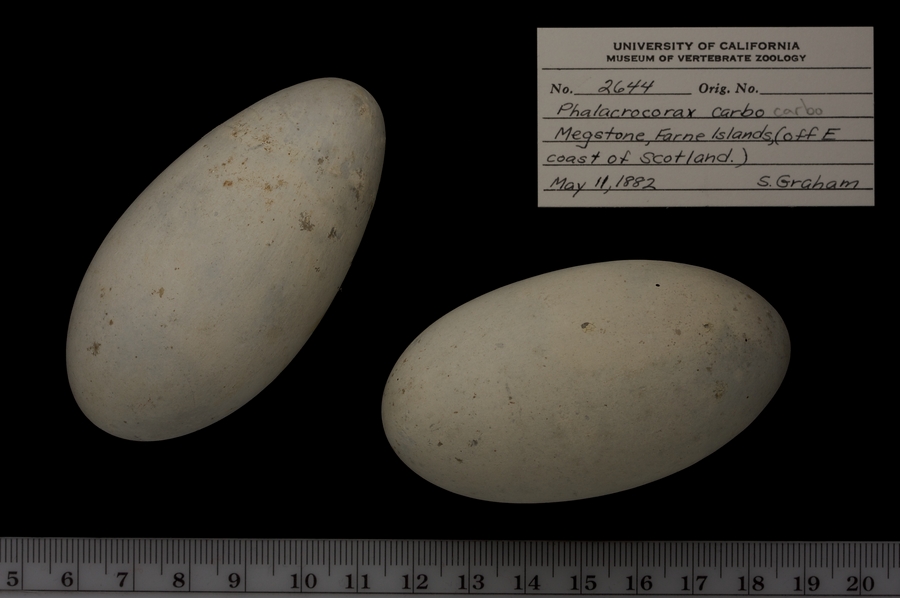 UNIVERSITY OF CALIFORNIA
MUSEUM OF VERTEBRATE ZOOLOGY
No. 2644 Orig. No.
Phalacrocorax carbo carbo
Megstone, Farne Islands, (off E
coast of Scotland.)
May 11, 1882 S. Graham
5 6 7 8 9 10 11 12 13 14 15 16 17 18 19 20